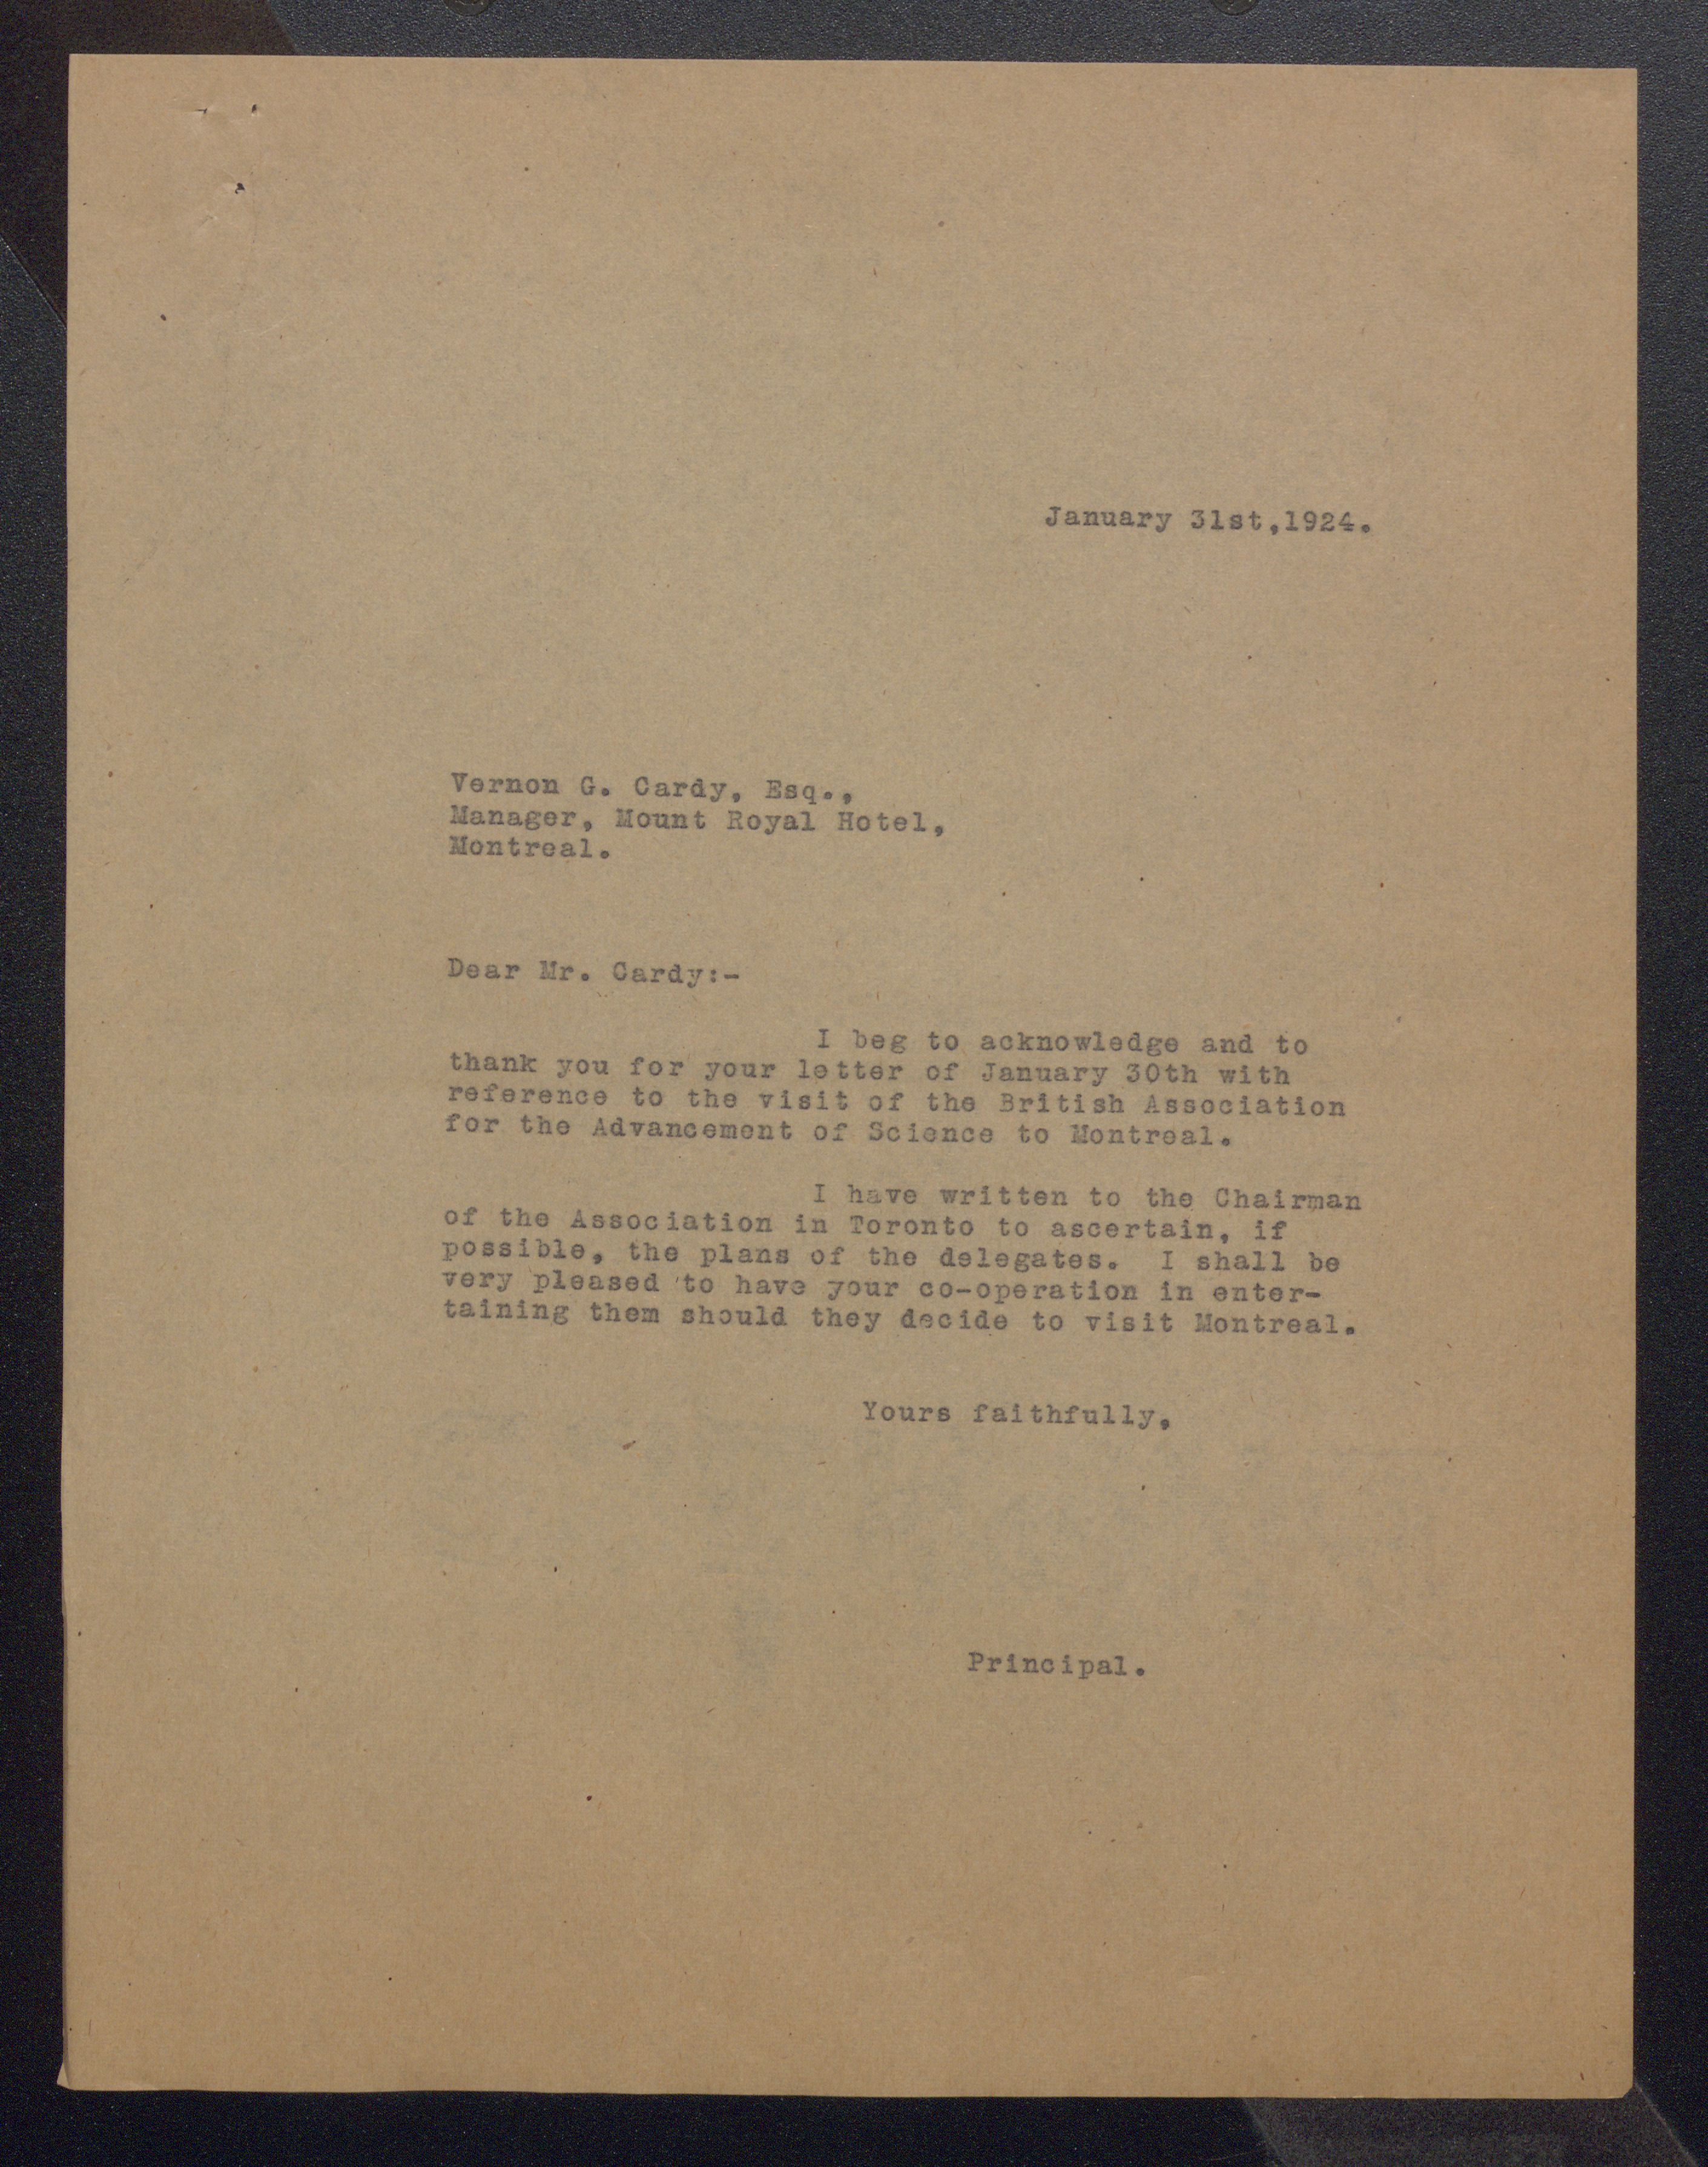 January 31st,1924.
Vernon G. Cardy, Esq.,
Manager, Mount Royal Hotel,
Montreal.
Dear Mr. Cardy:-
I beg to acknowledge and to
thank you for your letter of January 30th with
reference to the visit of the British Association
for the Advancement of Science to Montreal.
I have written to the Chairman
of the Association in Toronto to ascertain, if
possible, the plans of the delegates. I shall be
very pleased to have your co-operation in enter-
taining them should they decide to visit Montreal.
Yours faithfully,
Principal.